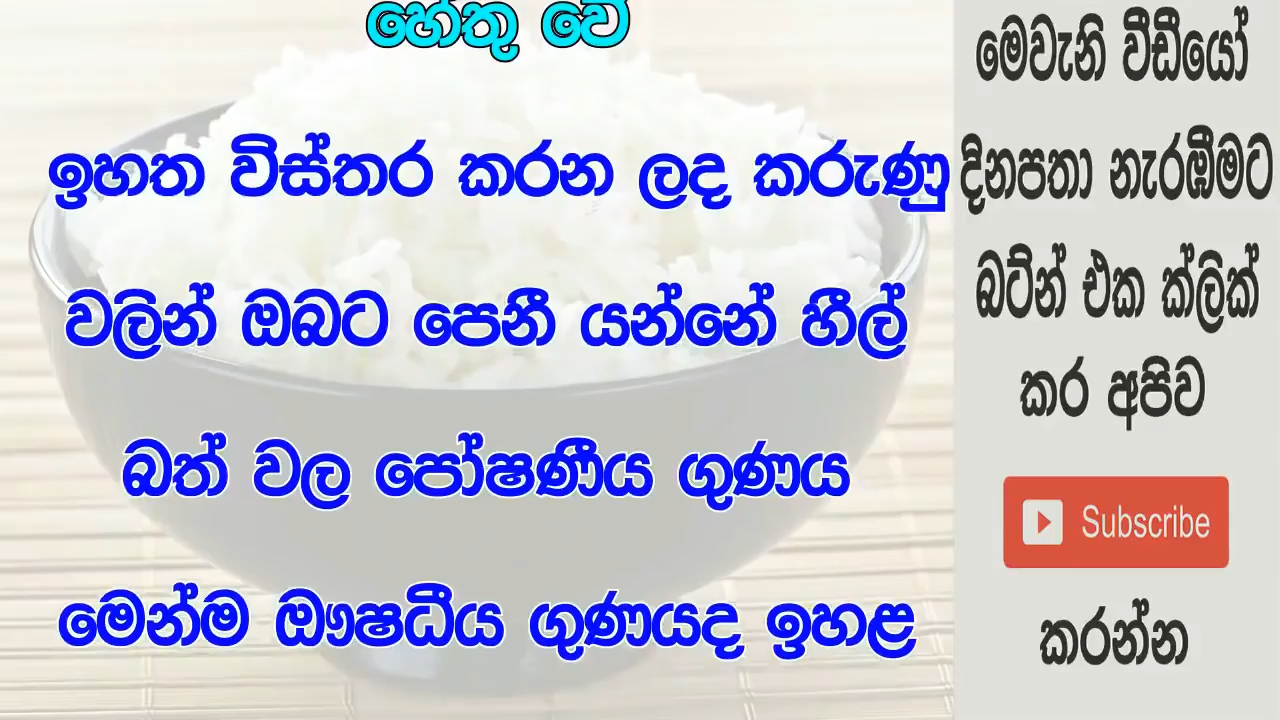 හේතු වේ
ඉහත විස්තර කරන ලද කරුණු
වලින් ඔබට පෙනී යන්නේ හීල්
බත් වල පෝෂණීය ගුණය
මෙන්ම ඖෂධීය ගුණයද ඉහළ
මෙවැනි වීඩීයෝ
දිනපතා නැරඹීමට
බටින් එක ක්ලික්
කර අපිව
Subscribe
කරන්න